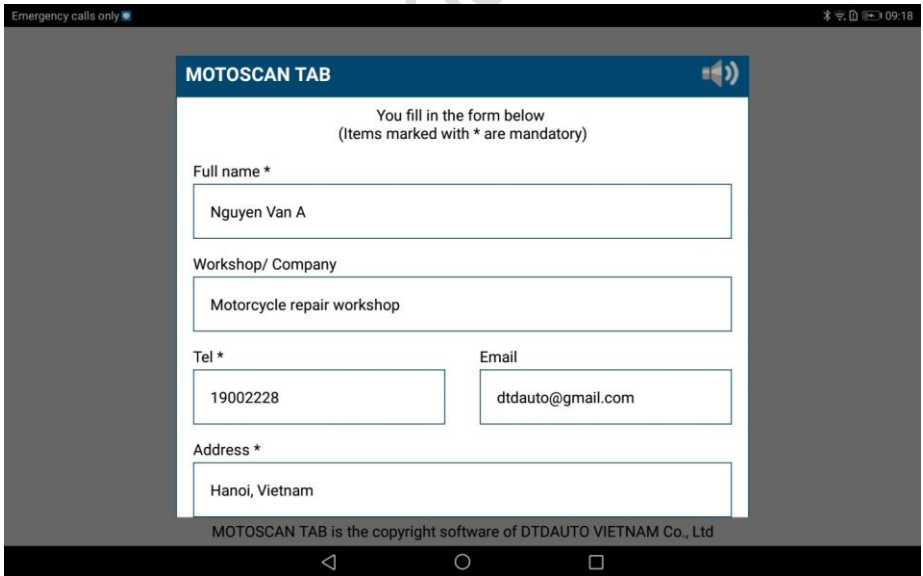 Emergency calls only
09:18
MOTOSCAN TAB
You fill in the form below
(Items marked with * are mandatory)
Full name *
Nguyen Van A
Workshop/ Company
Motorcycle repair workshop
Tel *
Email
19002228
dtdauto@gmail.com
Address *
Hanoi, Vietnam
MOTOSCAN TAB is the copyright software of DTDAUTO VIETNAM Co., Ltd